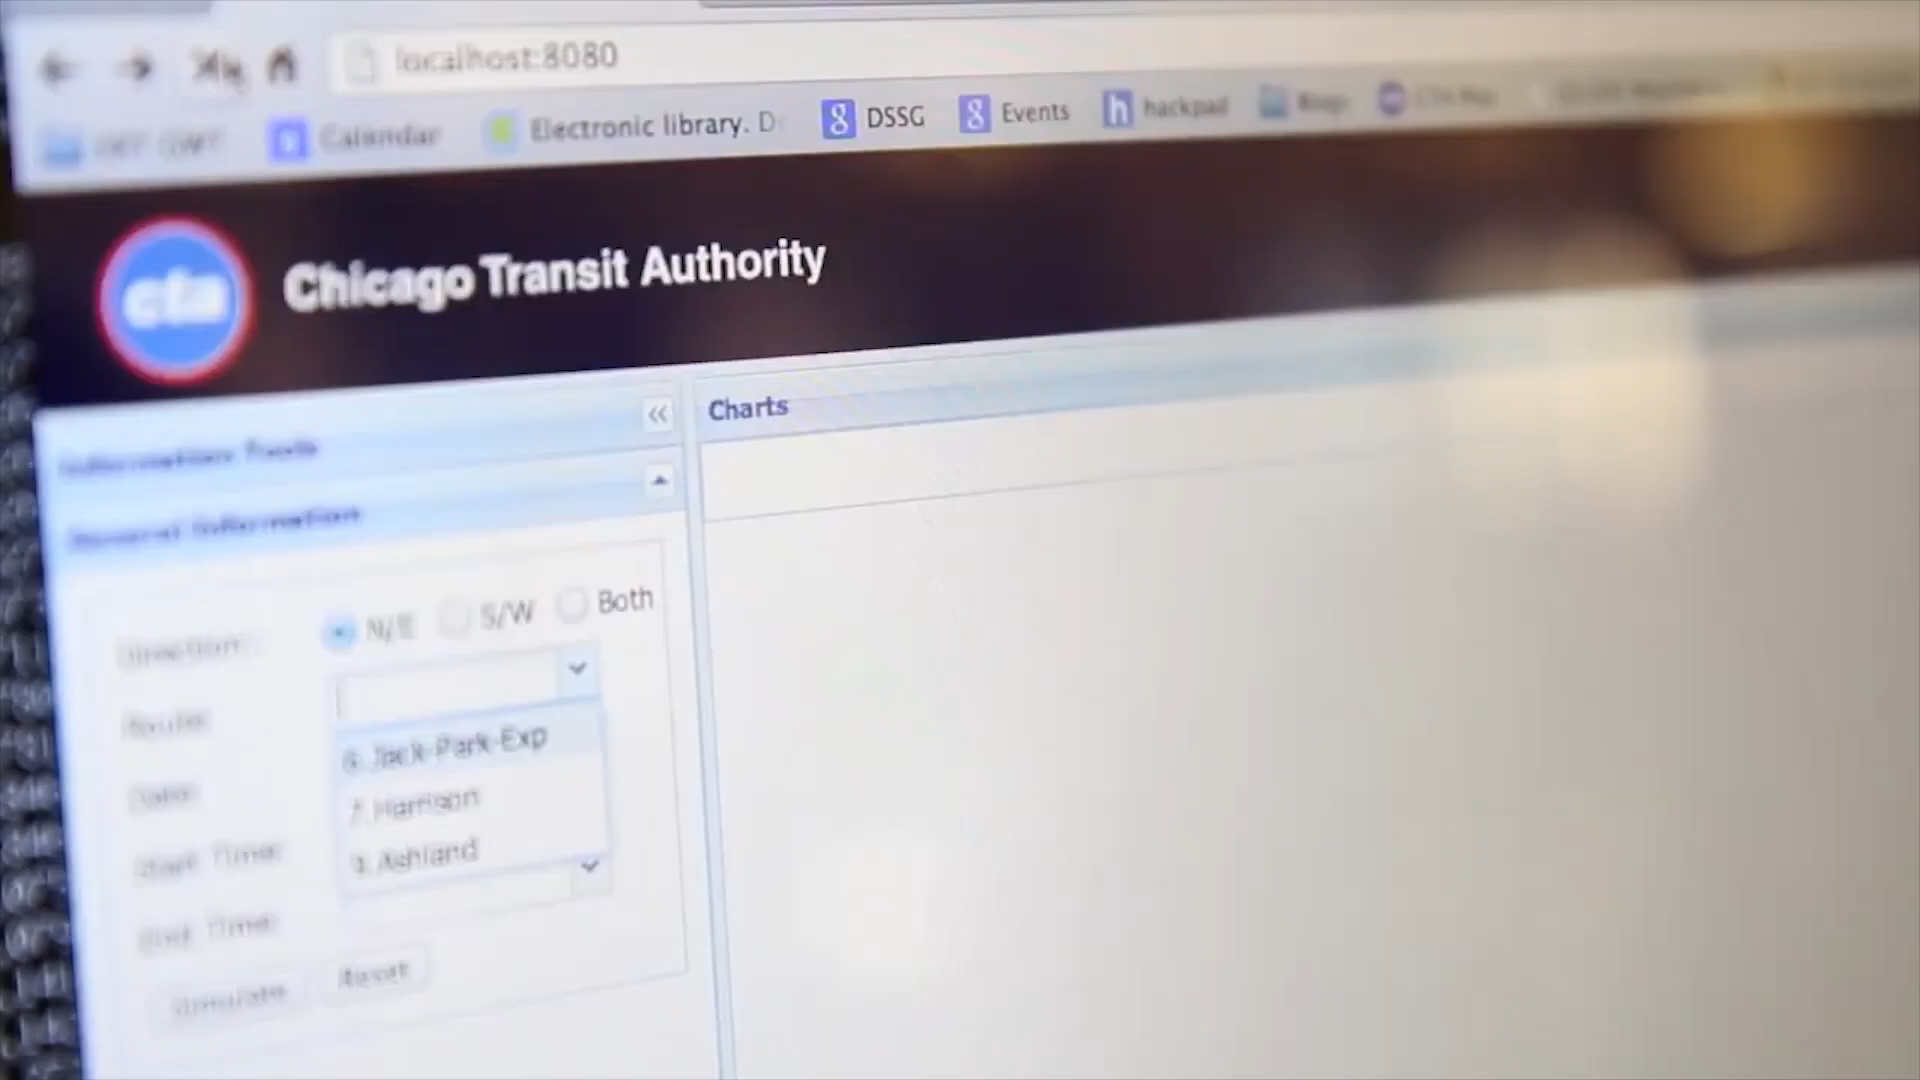 localhost:8080
Calendar
Electronic library. D
DSSG
Events
hackpad
Blogs
cta
Chicago Transit Authority
Information Tools
Charts
General Information
Direction:
N/E
S/W
Both
Route:
6. Jack-Park-Exp
7. Harrison
9. Ashland
Date:
Start Time:
End Time:
Simulate
Reset